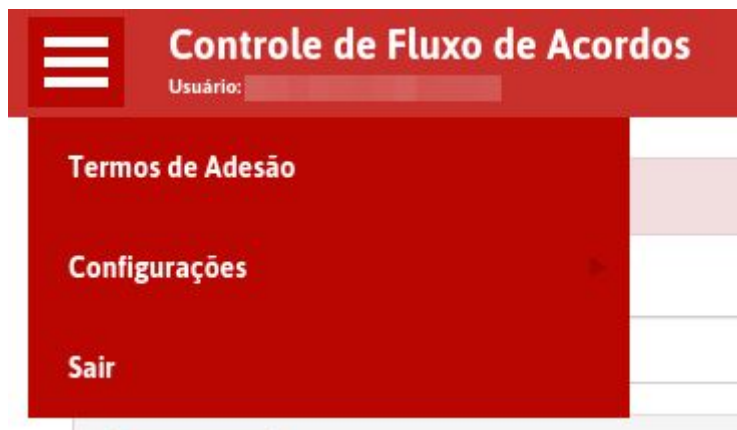 Controle de Fluxo de Acordos
Usuário:
Termos de Adesão
Configurações
Sair